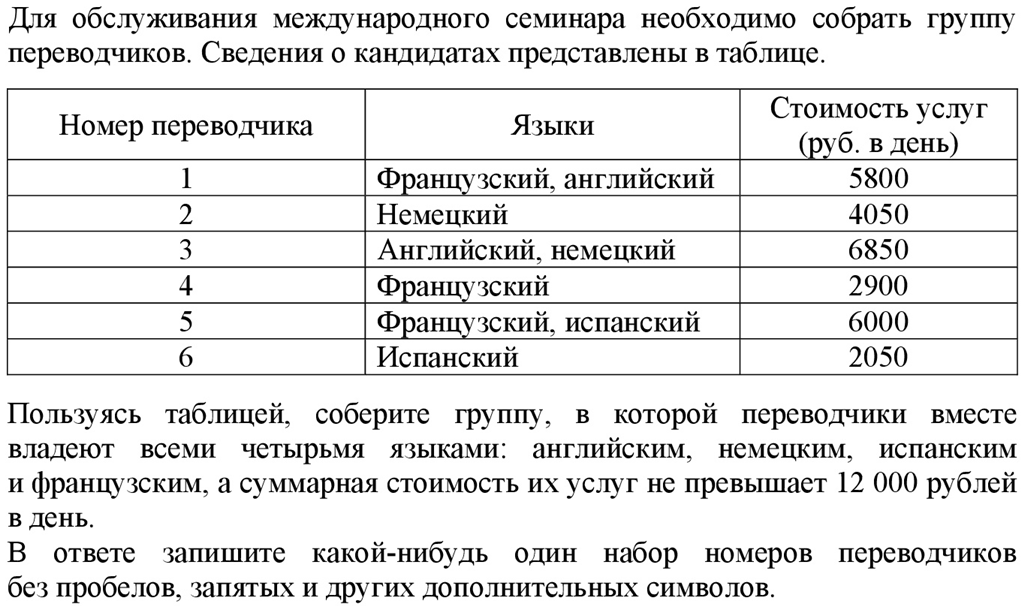 Для обслуживания международного семинара необходимо собрать группу
переводчиков. Сведения о кандидатах представлены в таблице.
Номер переводчика Языки Стоимость услуг
(руб. в день)
1 Французский, английский 5800
2 Немецкий 4050
3 Английский, немецкий 6850
4 Французский 2900
5 Французский, испанский 6000
6 Испанский 2050
Пользуясь таблицей, соберите группу, в которой переводчики вместе
владеют всеми четырьмя языками: английским, немецким, испанским
и французским, а суммарная стоимость их услуг не превышает 12 000 рублей
в день.
В ответе запишите какой-нибудь один набор номеров переводчиков
без пробелов, запятых и других дополнительных символов.